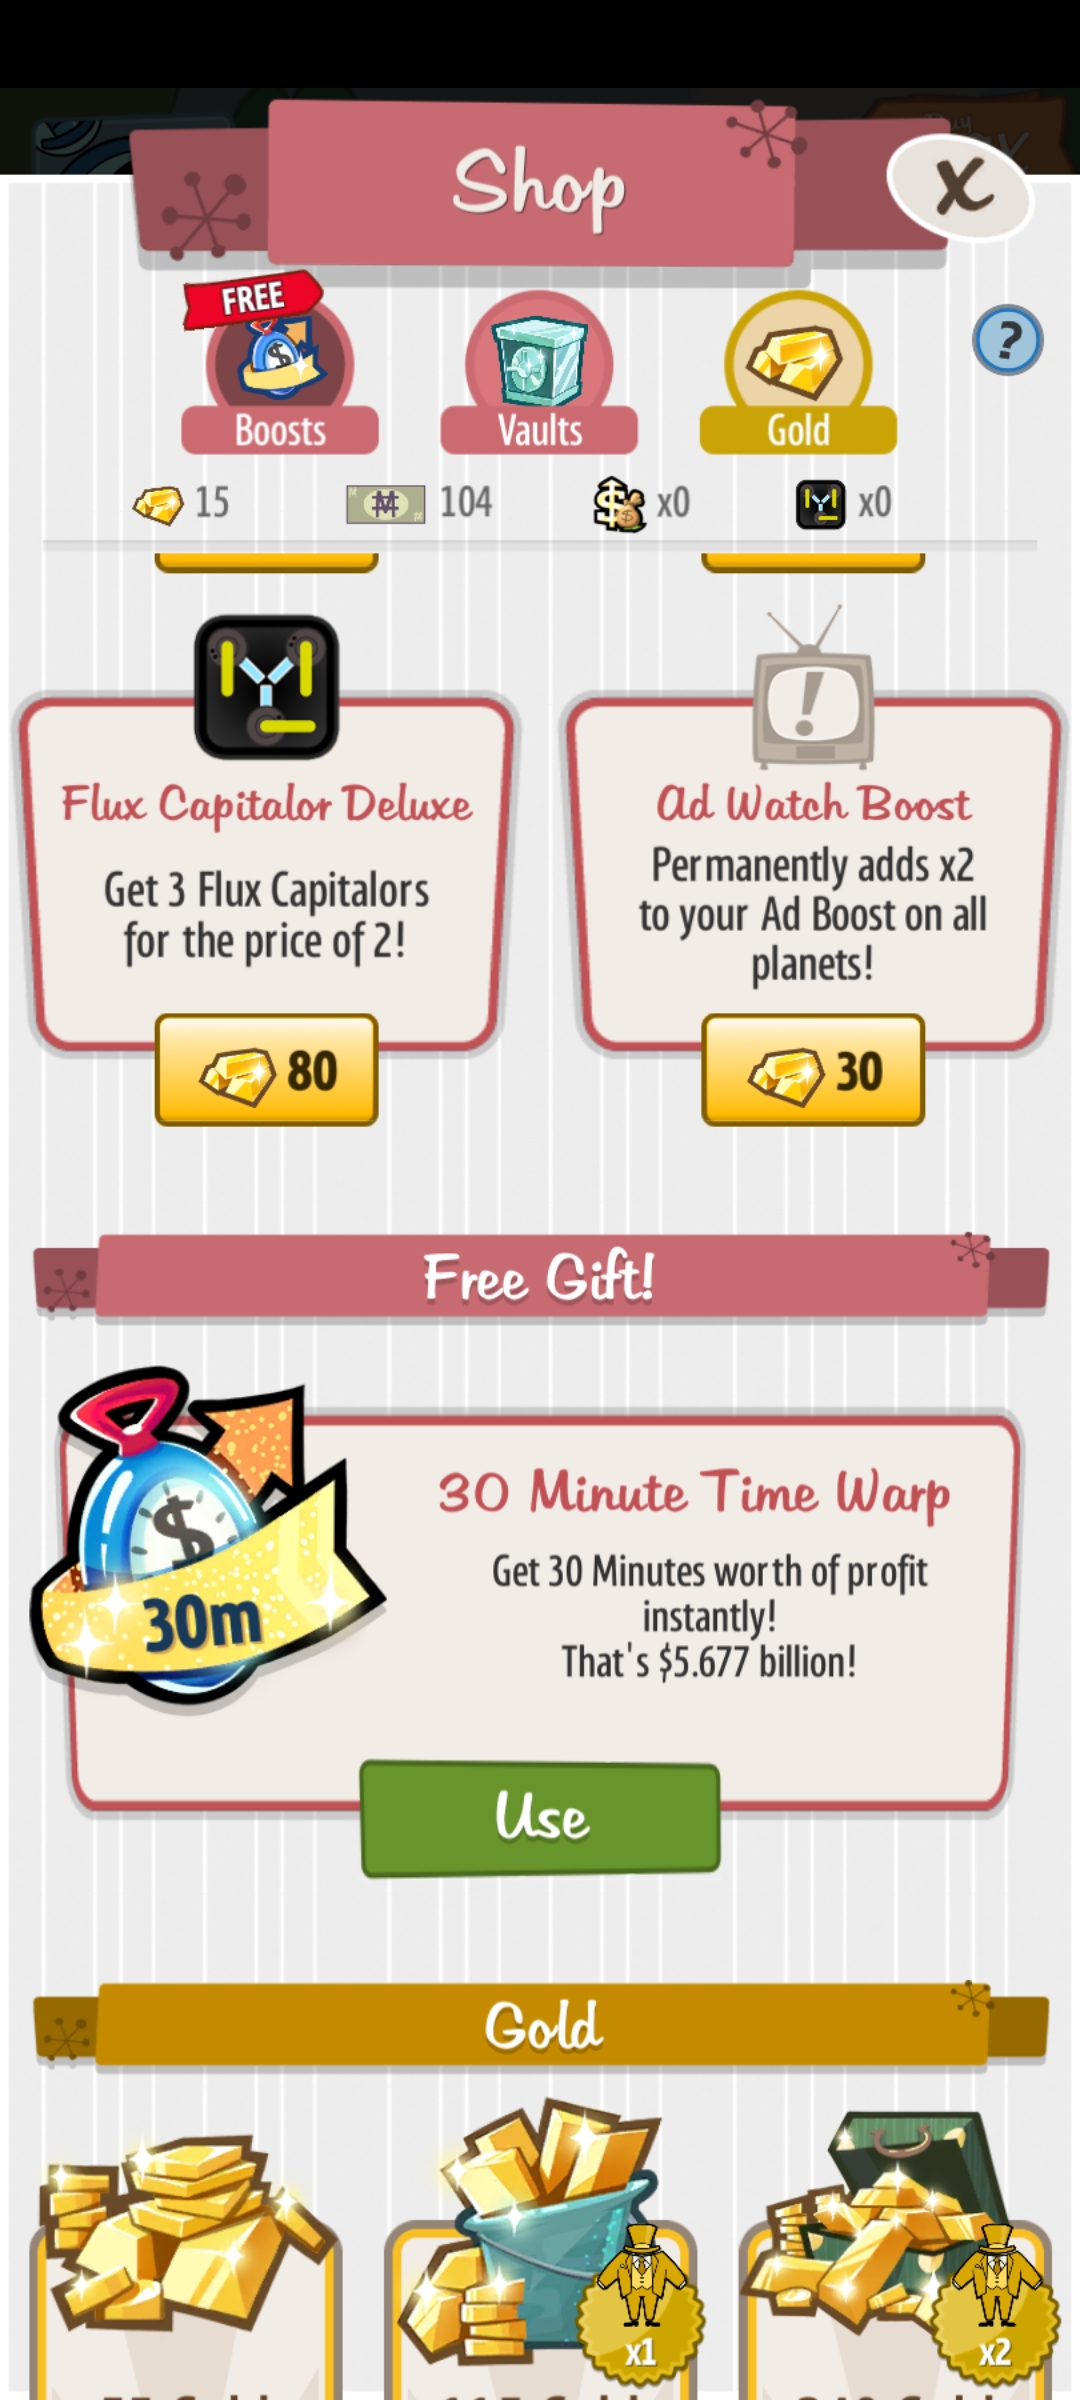 Shop
X
FREE
$
?
Boosts
Vaults
Gold
15
104
x0
x0
Flux Capitalor Deluxe
Get 3 Flux Capitalors
for the price of 2!
80
!
Ad Watch Boost
Permanently adds x2
to your Ad Boost on all
planets!
30
Free Gift!
$
30m
30 Minute Time Warp
Get 30 Minutes worth of profit
instantly!
That's $5.677 billion!
Use
Gold
x1
x2